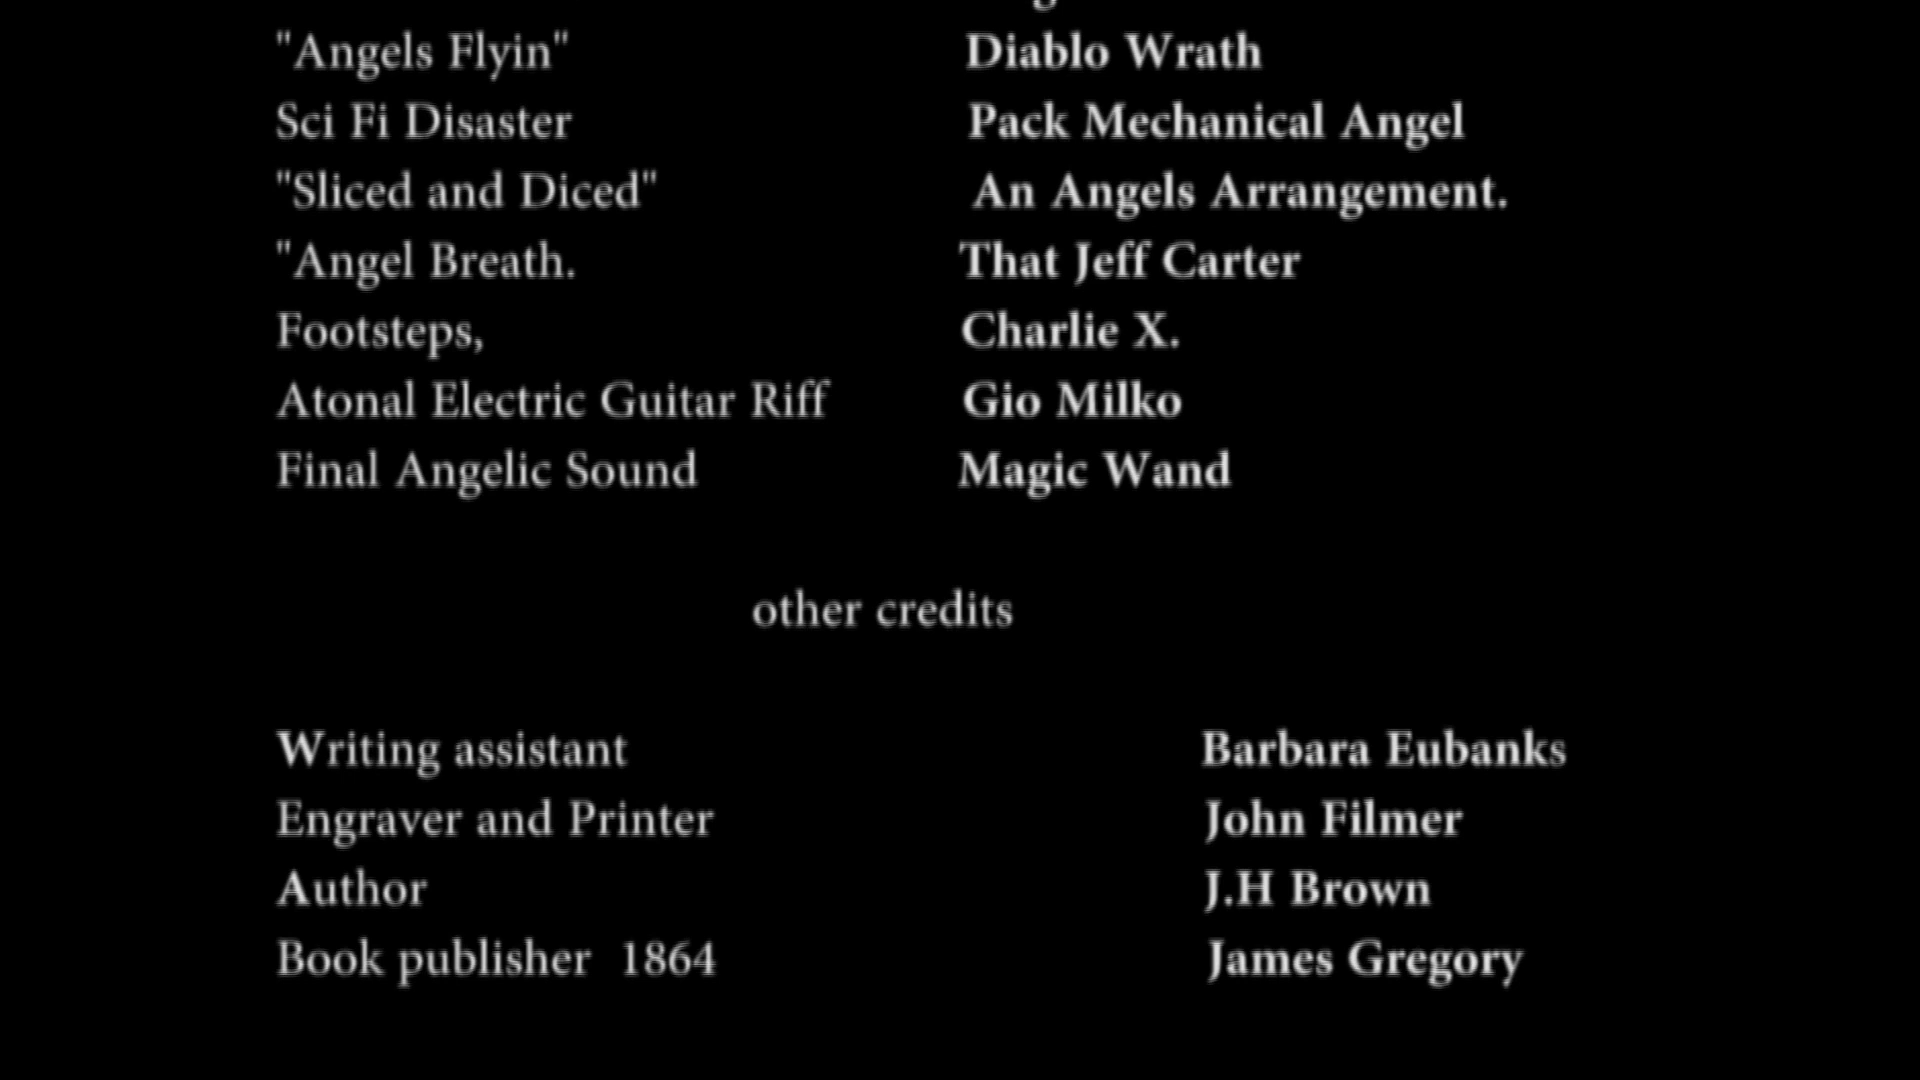 "Angels Flyin" Diablo Wrath
Sci Fi Disaster Pack Mechanical Angel
"Sliced and Diced" An Angels Arrangement.
"Angel Breath. That Jeff Carter
Footsteps, Charlie X.
Atonal Electric Guitar Riff Gio Milko
Final Angelic Sound Magic Wand
other credits
Writing assistant Barbara Eubanks
Engraver and Printer John Filmer
Author J.H Brown
Book publisher 1864 James Gregory